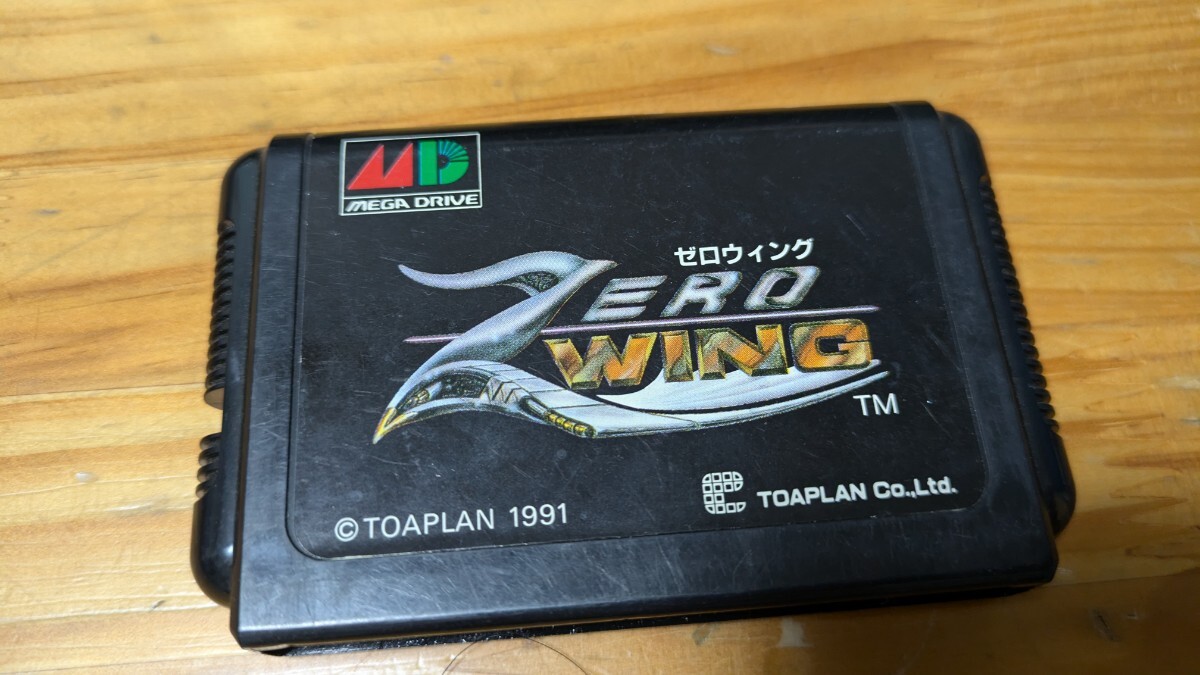 MD
MEGA DRIVE
ゼロウィング
ZERO
WING
TM
TOAPLAN Co.,Ltd.
©TOAPLAN 1991